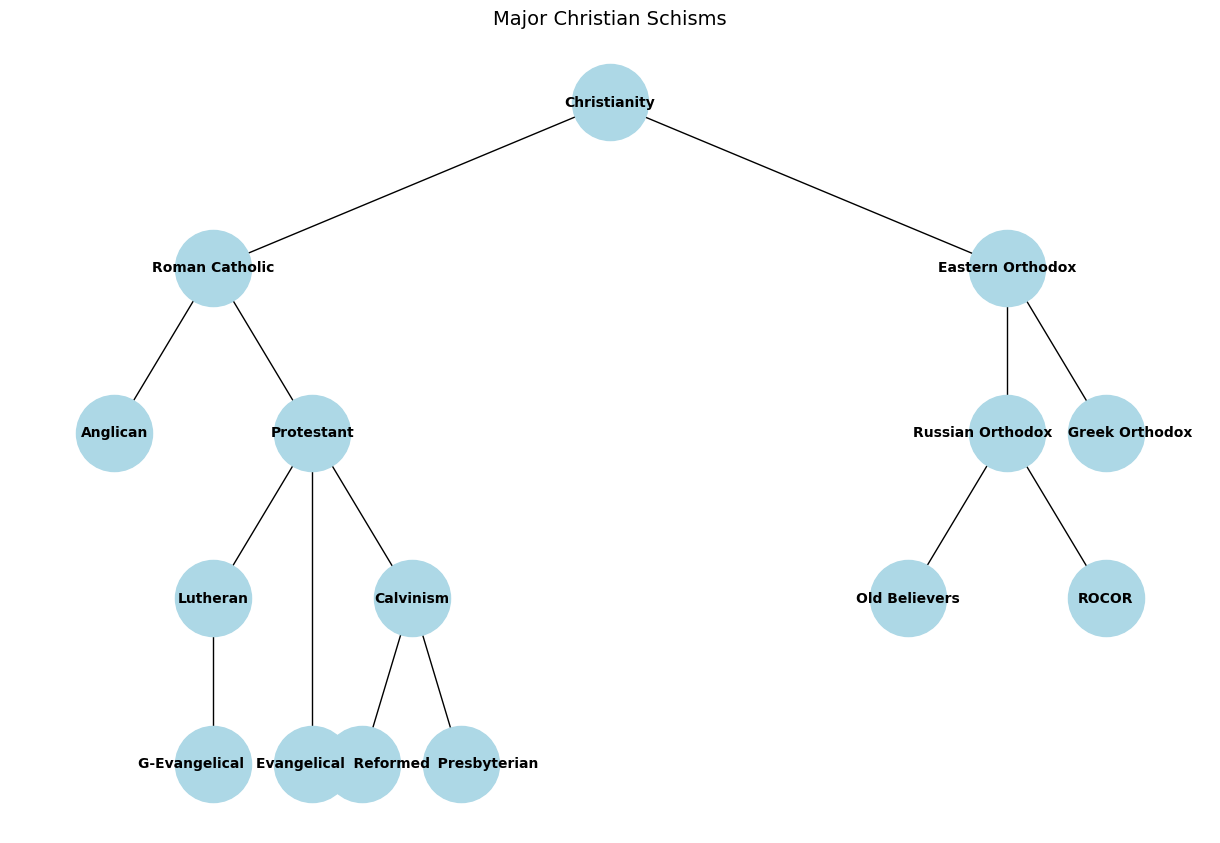 Major Christian Schisms
Christianity
Roman Catholic
Eastern Orthodox
Anglican
Protestant
Russian Orthodox
Greek Orthodox
Lutheran
Calvinism
Old Believers
ROCOR
G-Evangelical
Evangelical
Reformed
Presbyterian